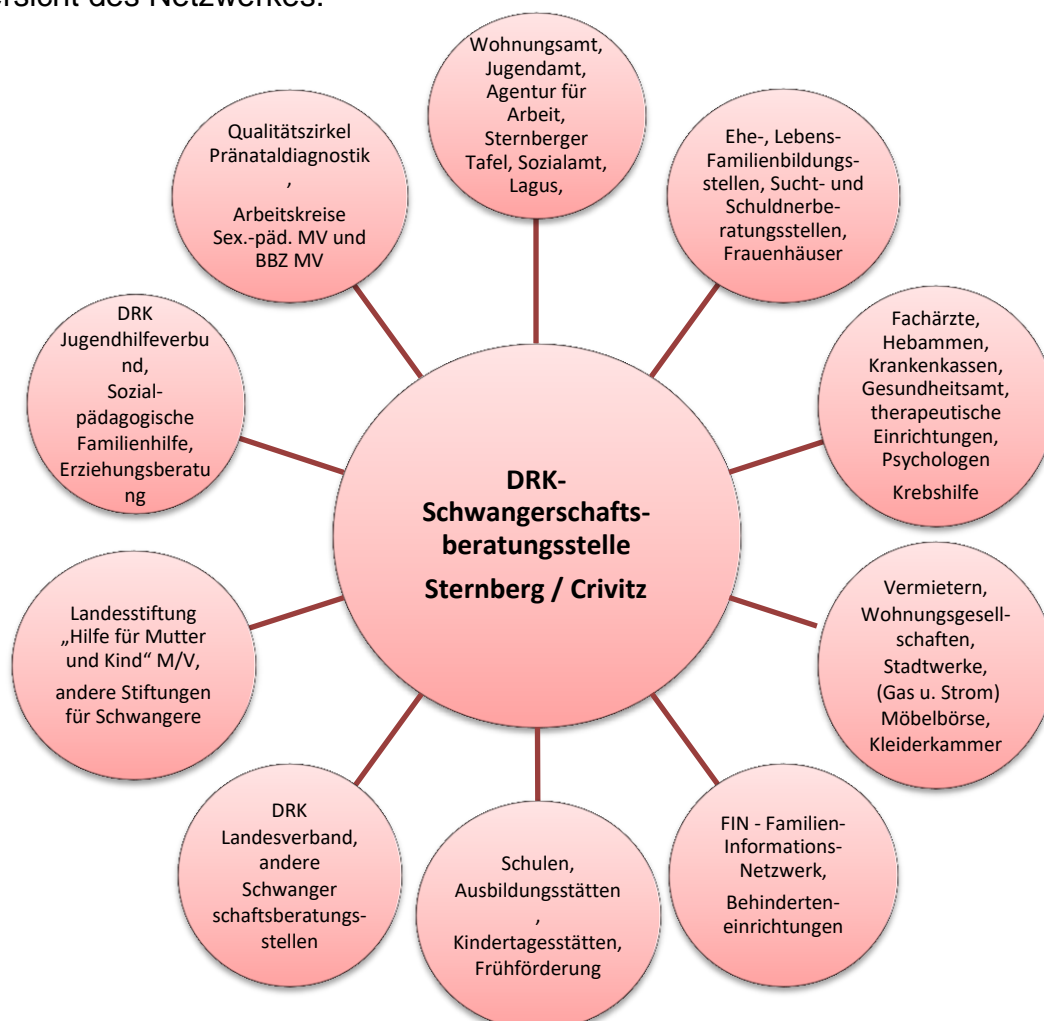 ersicht des Netzwerkes:
Wohnungsamt,
Jugendamt,
Agentur für
Arbeit,
Sternberger
Tafel, Sozialamt,
Lagus,
Ehe-, Lebens-
Familienbildungs-
stellen, Sucht- und
Schuldnerbe-
ratungsstellen,
Frauenhäuser
Fachärzte,
Hebammen,
Krankenkassen,
Gesundheitsamt,
therapeutische
Einrichtungen,
Psychologen
Krebshilfe
Vermietern,
Wohnungsgesell-
schaften,
Stadtwerke,
(Gas u. Strom)
Möbelbörse,
Kleiderkammer
FIN - Familien-
Informations-
Netzwerk,
Behinderten-
einrichtungen
Schulen,
Ausbildungsstätten
,
Kindertagesstätten,
Frühförderung
DRK
Landesverband,
andere
Schwanger
schaftsberatungs-
stellen
Landesstiftung
„Hilfe für Mutter
und Kind“ M/V,
andere Stiftungen
für Schwangere
DRK
Jugendhilfeverbu
nd,
Sozial-
pädagogische
Familienhilfe,
Erziehungsberatu
ng
Qualitätszirkel
Pränataldiagnostik
,
Arbeitskreise
Sex.-päd. MV und
BBZ MV
DRK-
Schwangerschafts-
beratungsstelle
Sternberg / Crivitz